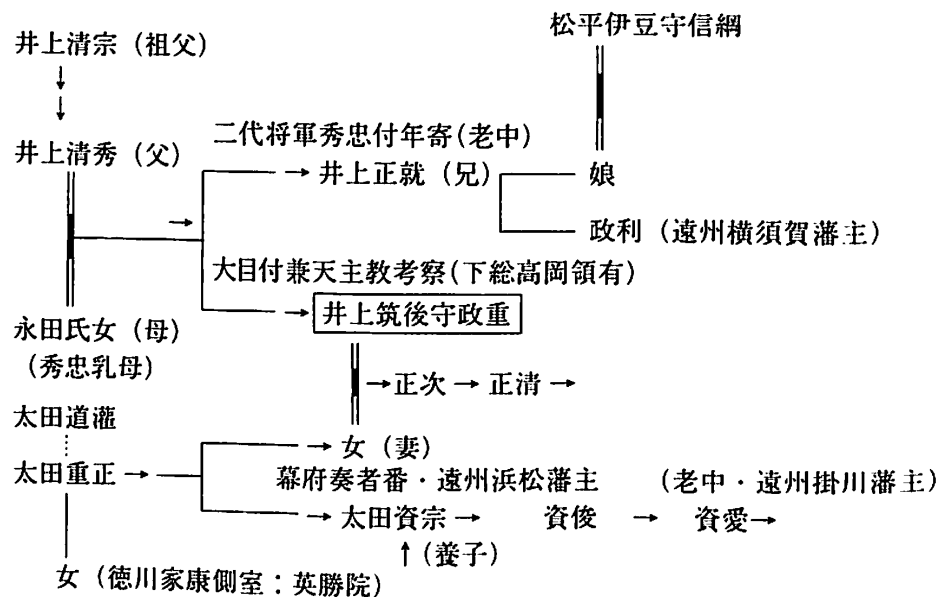 松平伊豆守信綱
井上清宗（祖父）
二代将軍秀忠付年寄（老中）
井上清秀（父）
井上正就（兄）
娘
政利（遠州横須賀藩主）
大目付兼天主教考察（下総高岡領有）
井上筑後守政重
永田氏女（母）
（秀忠乳母）
正次
正清
太田道灌
女（妻）
太田重正
幕府奏者番・遠州浜松藩主
（老中・遠州掛川藩主）
太田資宗
資俊
資愛
（養子）
女（徳川家康側室：英勝院）